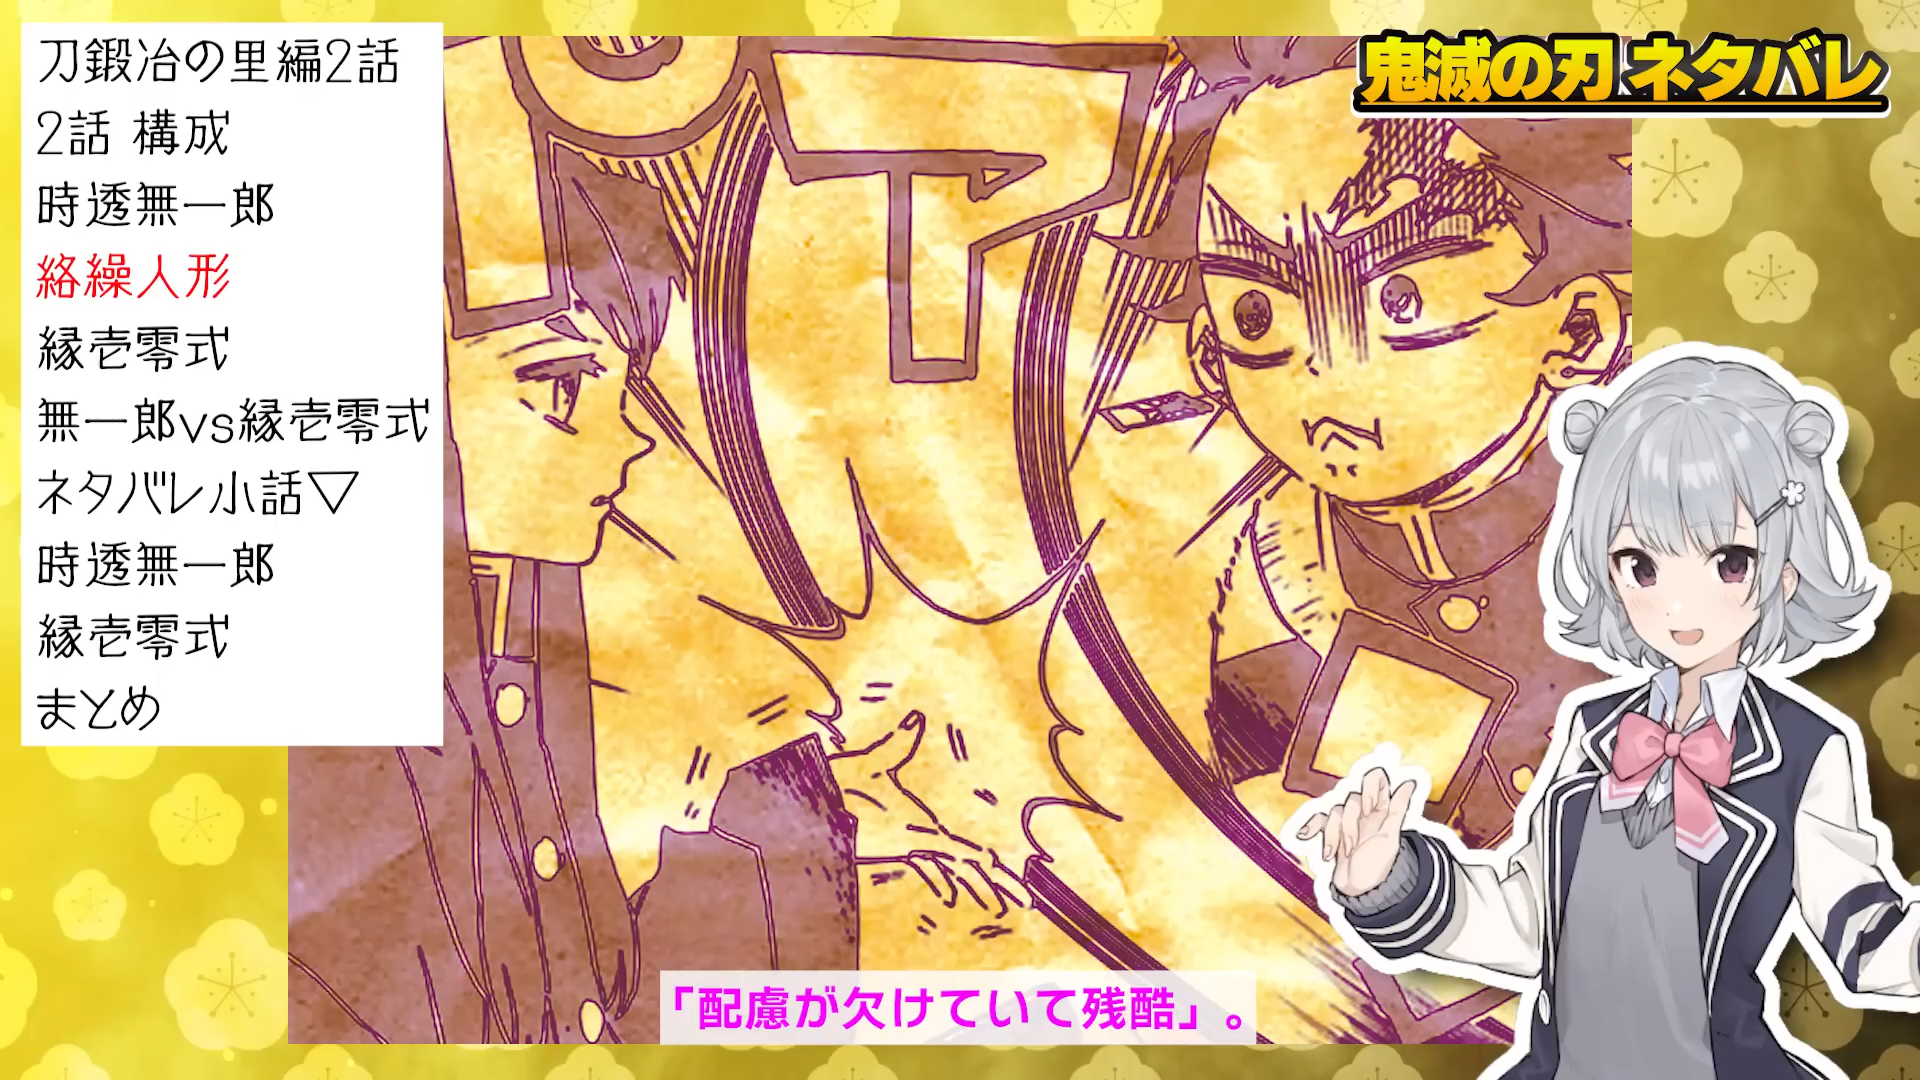 刀鍛冶の里編2話
2話 構成
時透無一郎
絡繰人形
縁壱零式
無一郎vs縁壱零式
ネタバレ小話▽
時透無一郎
縁壱零式
まとめ
鬼滅の刃 ネタバレ
「配慮が欠けていて残酷」。